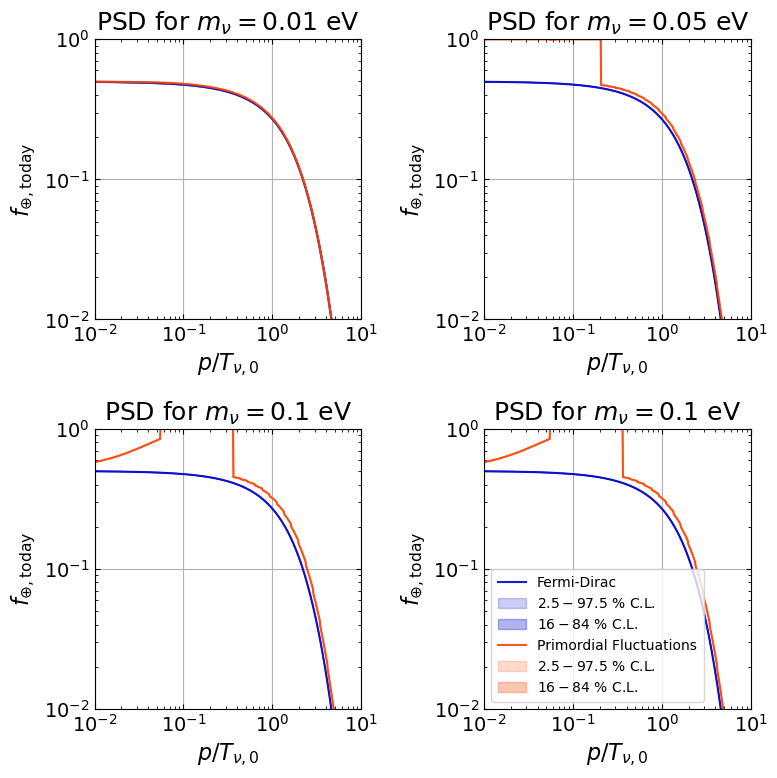 PSD for $m_\nu = 0.01$ eV
$f_{\oplus,\mathrm{today}}$
$10^0$
$10^{-1}$
$10^{-2}$
$10^{-2}$ $10^{-1}$ $10^0$ $10^1$
$p/T_{\nu,0}$
PSD for $m_\nu = 0.05$ eV
$f_{\oplus,\mathrm{today}}$
$10^0$
$10^{-1}$
$10^{-2}$
$10^{-2}$ $10^{-1}$ $10^0$ $10^1$
$p/T_{\nu,0}$
PSD for $m_\nu = 0.1$ eV
$f_{\oplus,\mathrm{today}}$
$10^0$
$10^{-1}$
$10^{-2}$
$10^{-2}$ $10^{-1}$ $10^0$ $10^1$
$p/T_{\nu,0}$
PSD for $m_\nu = 0.1$ eV
$f_{\oplus,\mathrm{today}}$
$10^0$
$10^{-1}$
$10^{-2}$
Fermi-Dirac
2.5 − 97.5 % C.L.
16 − 84 % C.L.
Primordial Fluctuations
2.5 − 97.5 % C.L.
16 − 84 % C.L.
$10^{-2}$ $10^{-1}$ $10^0$ $10^1$
$p/T_{\nu,0}$